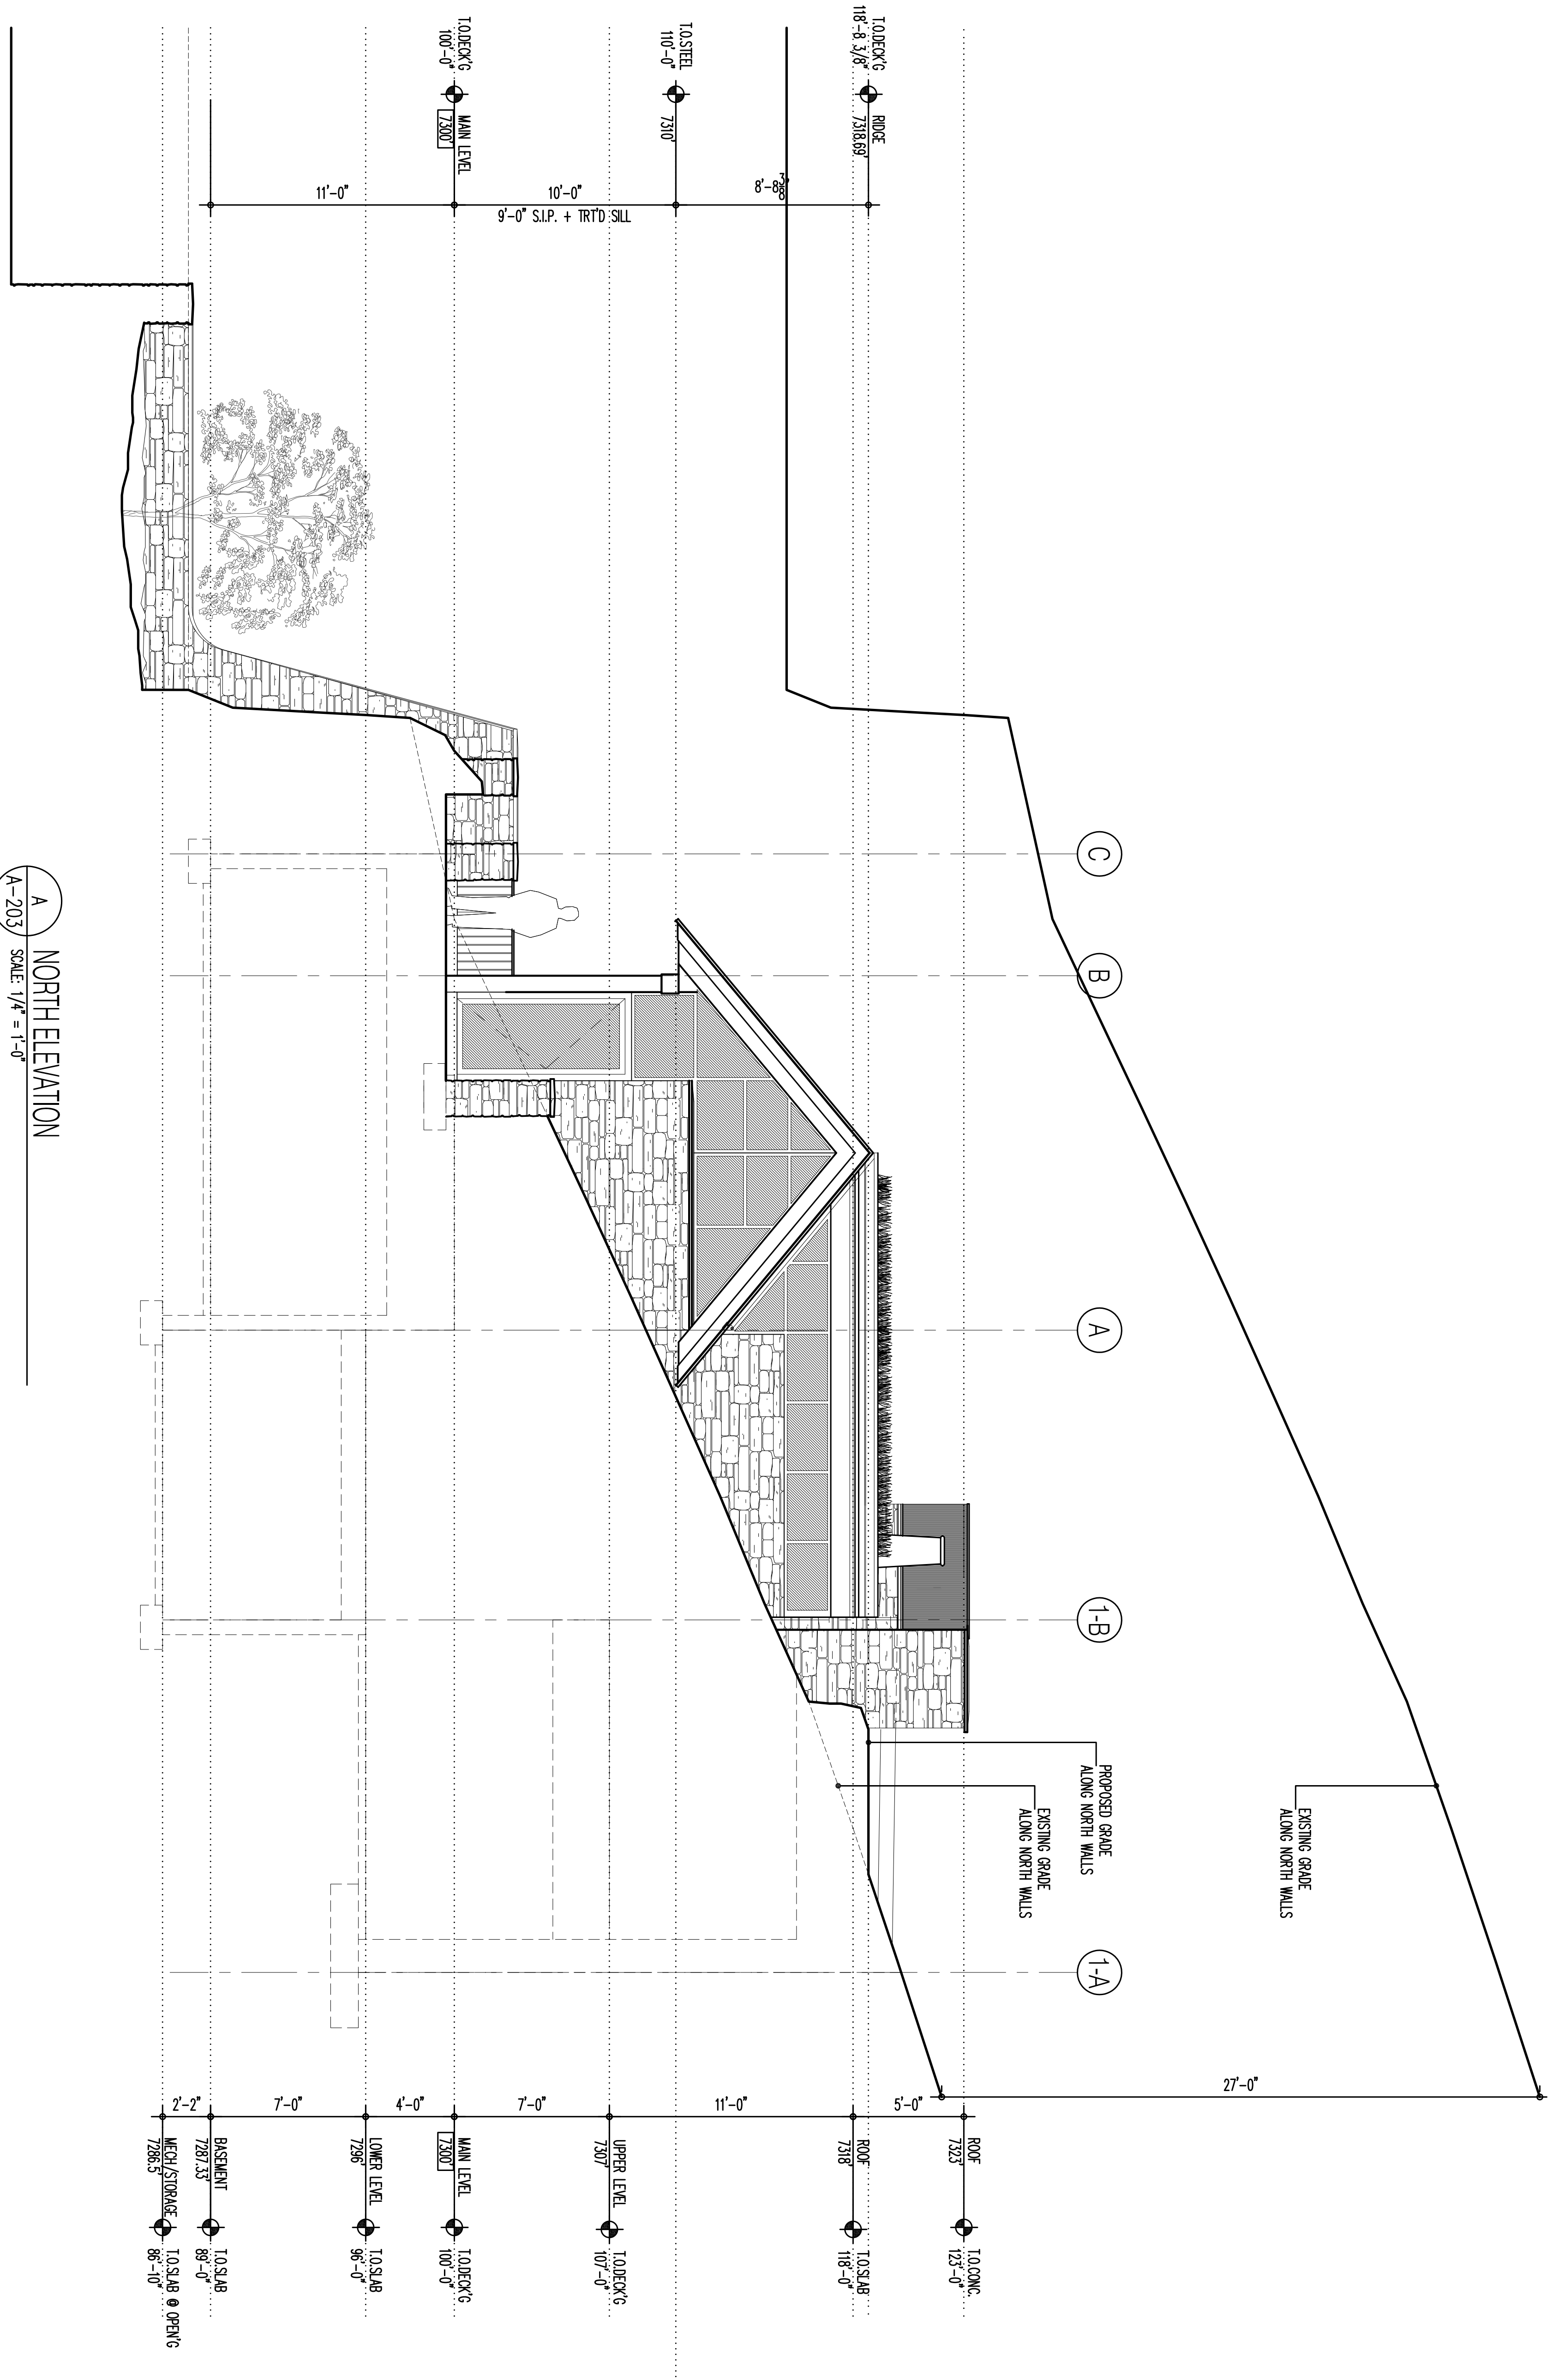 T.O.DECK'G
118'-8 3/8"
RIDGE
7318.69'
T.O.STEEL
110'-0"
7310'
T.O.DECK'G
100'-0"
MAIN LEVEL
7300'
8'-8 3/8"
10'-0"
9'-0" S.I.P. + TRT'D SILL
11'-0"
C
B
A
1-B
1-A
EXISTING GRADE
ALONG NORTH WALLS
PROPOSED GRADE
ALONG NORTH WALLS
EXISTING GRADE
ALONG NORTH WALLS
27'-0"
5'-0"
11'-0"
7'-0"
4'-0"
7'-0"
2'-2"
ROOF
7323'
T.O.CONC.
123'-0"
ROOF
7318'
T.O.SLAB
118'-0"
UPPER LEVEL
7307'
T.O.DECK'G
107'-0"
MAIN LEVEL
7300'
T.O.DECK'G
100'-0"
LOWER LEVEL
7296'
T.O.SLAB
96'-0"
BASEMENT
7287.33'
T.O.SLAB
89'-0"
MECH/STORAGE
7286.5'
T.O.SLAB @ OPEN'G
86'-10"
A
A-203
NORTH ELEVATION
SCALE: 1/4" = 1'-0"